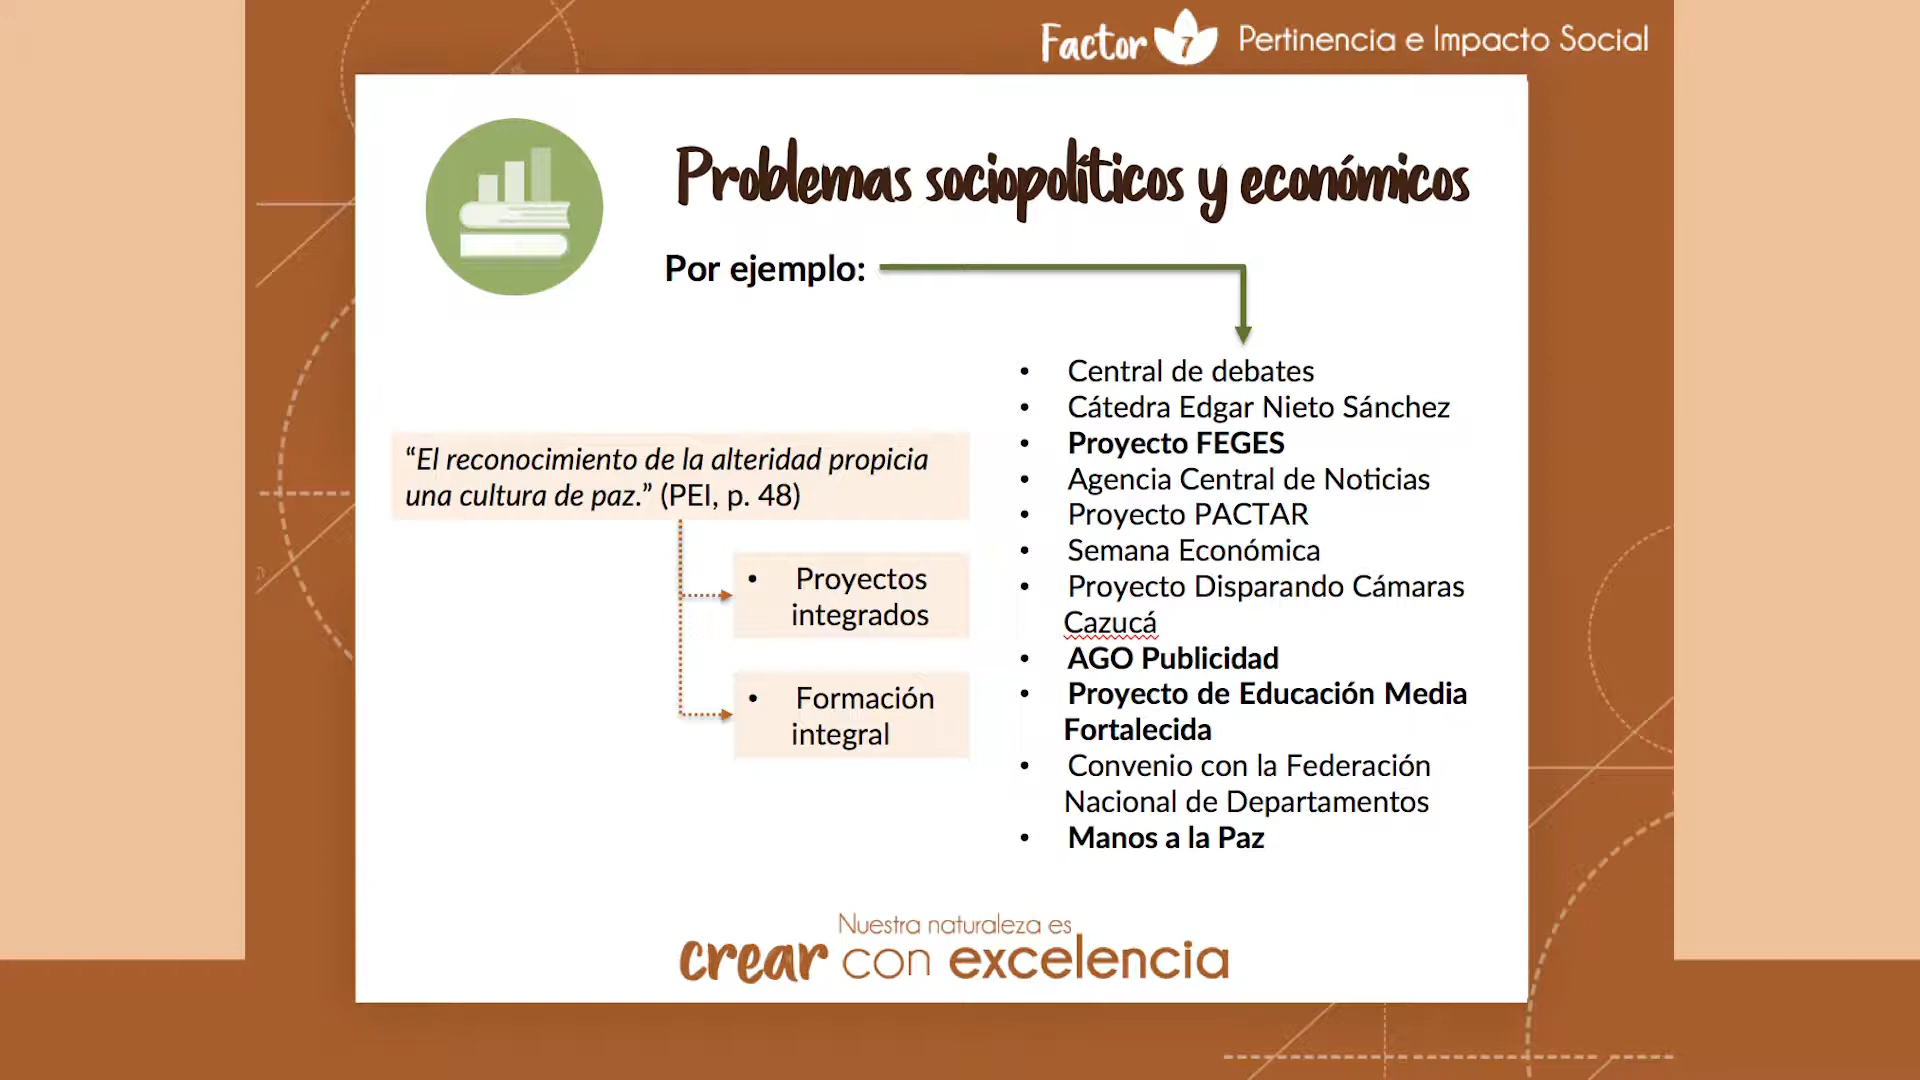 Factor 7 Pertinencia e Impacto Social
Problemas sociopolíticos y económicos
Por ejemplo:
“El reconocimiento de la alteridad propicia
una cultura de paz.” (PEI, p. 48)
• Proyectos
integrados
• Formación
integral
• Central de debates
• Cátedra Edgar Nieto Sánchez
• Proyecto FEGES
• Agencia Central de Noticias
• Proyecto PACTAR
• Semana Económica
• Proyecto Disparando Cámaras
Cazucá
• AGO Publicidad
• Proyecto de Educación Media
Fortalecida
• Convenio con la Federación
Nacional de Departamentos
• Manos a la Paz
Nuestra naturaleza es
crear con excelencia